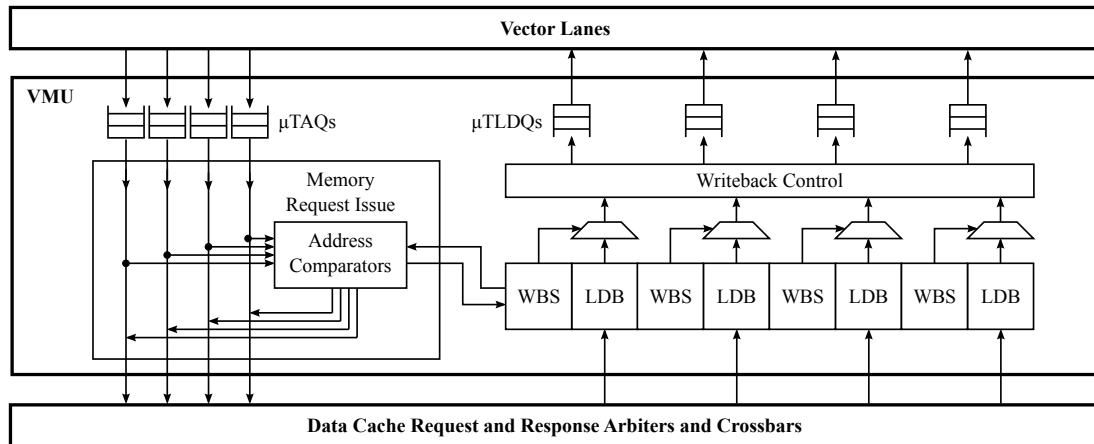 Vector Lanes
VMU
μTAQs
μTLDQs
Writeback Control
Memory
Request Issue
Address
Comparators
WBS LDB WBS LDB WBS LDB WBS LDB
Data Cache Request and Response Arbiters and Crossbars